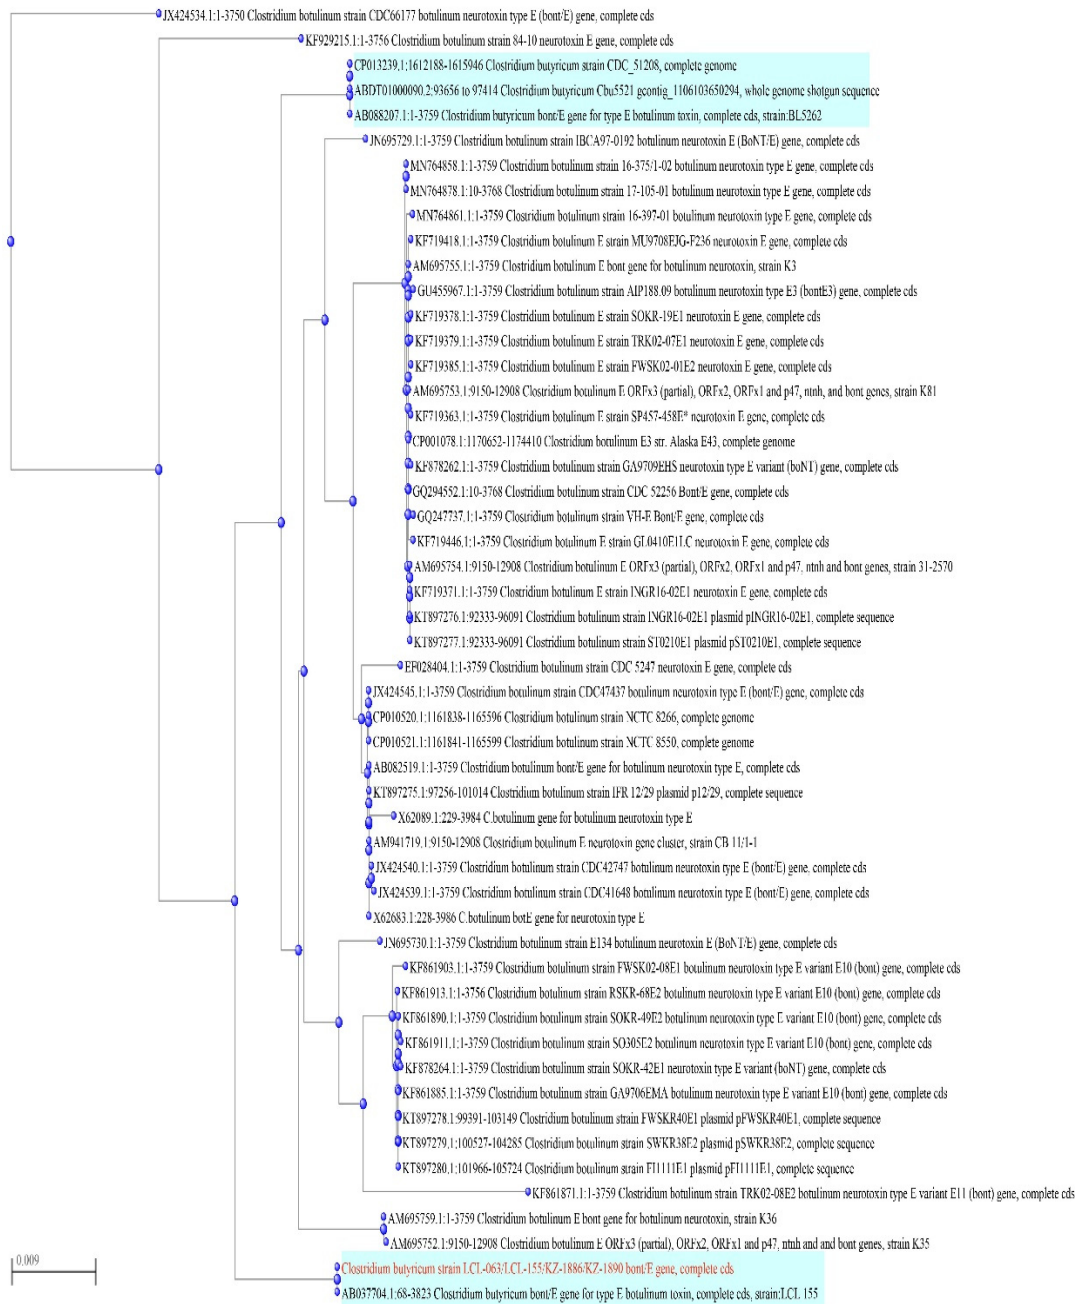 JX424534.1:1-3750 Clostridium botulinum strain CDC66177 botulinum neurotoxin type E (bont/E) gene, complete cds
KF929215.1:1-3756 Clostridium botulinum strain 84-10 neurotoxin E gene, complete cds
CP013239.1:1612188-1615946 Clostridium butyricum strain CDC_51208, complete genome
ABDT01000090.2:93656 to 97414 Clostridium butyricum Cbu5521 gcontig_1106103650294, whole genome shotgun sequence
AB088207.1:1-3759 Clostridium butyricum bont/E gene for type E botulinum toxin, complete cds, strain:BL5262
JN695729.1:1-3759 Clostridium botulinum strain IBCA97-0192 botulinum neurotoxin E (BoNT/E) gene, complete cds
MN764858.1:1-3759 Clostridium botulinum strain 16-375/1-02 botulinum neurotoxin type E gene, complete cds
MN764878.1:10-3768 Clostridium botulinum strain 17-105-01 botulinum neurotoxin type E gene, complete cds
MN764861.1:1-3759 Clostridium botulinum strain 16-397-01 botulinum neurotoxin type E gene, complete cds
KF719418.1:1-3759 Clostridium botulinum E strain MU9708EJG-F236 neurotoxin E gene, complete cds
AM695755.1:1-3759 Clostridium botulinum E bont gene for botulinum neurotoxin, strain K3
GU455967.1:1-3759 Clostridium botulinum strain AIP188.09 botulinum neurotoxin type E3 (bontE3) gene, complete cds
KF719378.1:1-3759 Clostridium botulinum E strain SOKR-19E1 neurotoxin E gene, complete cds
KF719379.1:1-3759 Clostridium botulinum E strain TRK02-07E1 neurotoxin E gene, complete cds
KF719385.1:1-3759 Clostridium botulinum E strain FWSK02-01E2 neurotoxin E gene, complete cds
AM695753.1:9150-12908 Clostridium botulinum E ORFx3 (partial), ORFx2, ORFx1 and p47, ntnh, and bont genes, strain K81
KF719363.1:1-3759 Clostridium botulinum E strain SP457-458E* neurotoxin E gene, complete cds
CP001078.1:1170652-1174410 Clostridium botulinum E3 str. Alaska E43, complete genome
KF878262.1:1-3759 Clostridium botulinum strain GA9709EHS neurotoxin type E variant (boNT) gene, complete cds
GQ294552.1:10-3768 Clostridium botulinum strain CDC 52256 Bont/E gene, complete cds
GQ247737.1:1-3759 Clostridium botulinum strain VH-E Bont/E gene, complete cds
KF719446.1:1-3759 Clostridium botulinum E strain GL0410E1LC neurotoxin E gene, complete cds
AM695754.1:9150-12908 Clostridium botulinum E ORFx3 (partial), ORFx2, ORFx1 and p47, ntnh and bont genes, strain 31-2570
KF719371.1:1-3759 Clostridium botulinum E strain INGR16-02E1 neurotoxin E gene, complete cds
KT897276.1:92333-96091 Clostridium botulinum strain INGR16-02E1 plasmid pINGR16-02E1, complete sequence
KT897277.1:92333-96091 Clostridium botulinum strain ST0210E1 plasmid pST0210E1, complete sequence
EF028404.1:1-3759 Clostridium botulinum strain CDC 5247 neurotoxin E gene, complete cds
JX424545.1:1-3759 Clostridium botulinum strain CDC47437 botulinum neurotoxin type E (bont/E) gene, complete cds
CP010520.1:1161838-1165596 Clostridium botulinum strain NCTC 8266, complete genome
CP010521.1:1161841-1165599 Clostridium botulinum strain NCTC 8550, complete genome
AB082519.1:1-3759 Clostridium botulinum bont/E gene for botulinum neurotoxin type E, complete cds
KT897275.1:97256-101014 Clostridium botulinum strain IFR 12/29 plasmid p12/29, complete sequence
X62089.1:229-3984 C.botulinum gene for botulinum neurotoxin type E
AM941719.1:9150-12908 Clostridium botulinum E neurotoxin gene cluster, strain CB 11/1-1
JX424540.1:1-3759 Clostridium botulinum strain CDC42747 botulinum neurotoxin type E (bont/E) gene, complete cds
JX424539.1:1-3759 Clostridium botulinum strain CDC41648 botulinum neurotoxin type E (bont/E) gene, complete cds
X62683.1:228-3986 C.botulinum botE gene for neurotoxin type E
JN695730.1:1-3759 Clostridium botulinum strain E134 botulinum neurotoxin E (BoNT/E) gene, complete cds
KF861903.1:1-3759 Clostridium botulinum strain FWSK02-08E1 botulinum neurotoxin type E variant E10 (bont) gene, complete cds
KF861913.1:1-3756 Clostridium botulinum strain RSKR-68E2 botulinum neurotoxin type E variant E10 (bont) gene, complete cds
KF861890.1:1-3759 Clostridium botulinum strain SOKR-49E2 botulinum neurotoxin type E variant E10 (bont) gene, complete cds
KF861911.1:1-3759 Clostridium botulinum strain SO305E2 botulinum neurotoxin type E variant E10 (bont) gene, complete cds
KF878264.1:1-3759 Clostridium botulinum strain SOKR-42E1 neurotoxin type E variant (boNT) gene, complete cds
KF861885.1:1-3759 Clostridium botulinum strain GA9706EMA botulinum neurotoxin type E variant E10 (bont) gene, complete cds
KT897278.1:99391-103149 Clostridium botulinum strain FWSKR40E1 plasmid pFWSKR40E1, complete sequence
KT897279.1:100527-104285 Clostridium botulinum strain SWKR38E2 plasmid pSWKR38E2, complete sequence
KT897280.1:101966-105724 Clostridium botulinum strain FI1111E1 plasmid pFI1111E1, complete sequence
KF861871.1:1-3759 Clostridium botulinum strain TRK02-08E2 botulinum neurotoxin type E variant E11 (bont) gene, complete cds
AM695759.1:1-3759 Clostridium botulinum E bont gene for botulinum neurotoxin, strain K36
AM695752.1:9150-12908 Clostridium botulinum E ORFx3 (partial), ORFx2, ORFx1 and p47, ntnh and and bont genes, strain K35
0.009
Clostridium butyricum strain LCL-063/LCL-155/KZ-1886/KZ-1890 bont/E gene, complete cds
AB037704.1:68-3823 Clostridium butyricum bont/E gene for type E botulinum toxin, complete cds, strain:LCL 155